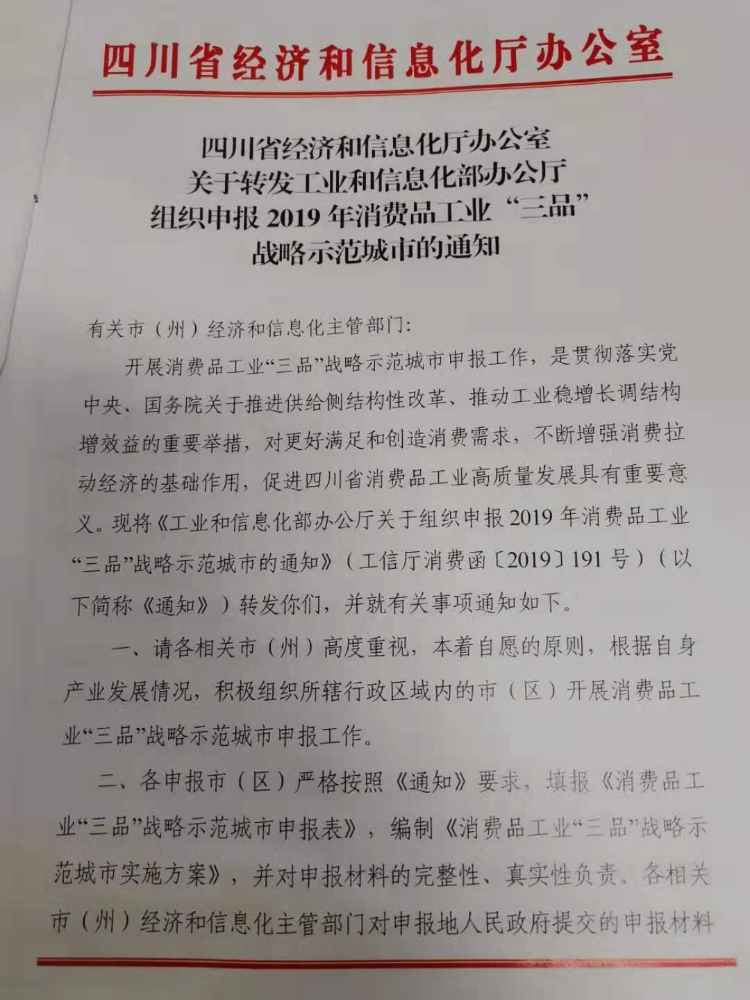 四川省经济和信息化厅办公室
四川省经济和信息化厅办公室
关于转发工业和信息化部办公厅
组织申报 2019 年消费品工业“三品”
战略示范城市的通知
有关市（州）经济和信息化主管部门：
开展消费品工业“三品”战略示范城市申报工作，是贯彻落实党
中央、国务院关于推进供给侧结构性改革、推动工业稳增长调结构
增效益的重要举措，对更好满足和创造消费需求，不断增强消费拉
动经济的基础作用，促进四川省消费品工业高质量发展具有重要意
义。现将《工业和信息化部办公厅关于组织申报 2019 年消费品工业
“三品”战略示范城市的通知》（工信厅消费函〔2019〕191 号）（以
下简称《通知》）转发你们，并就有关事项通知如下。
一、请各相关市（州）高度重视，本着自愿的原则，根据自身
产业发展情况，积极组织所辖行政区域内的市（区）开展消费品工
业“三品”战略示范城市申报工作。
二、各申报市（区）严格按照《通知》要求，填报《消费品工
业“三品”战略示范城市申报表》，编制《消费品工业“三品”战略示
范城市实施方案》，并对申报材料的完整性、真实性负责。各相关
市（州）经济和信息化主管部门对申报地人民政府提交的申报材料